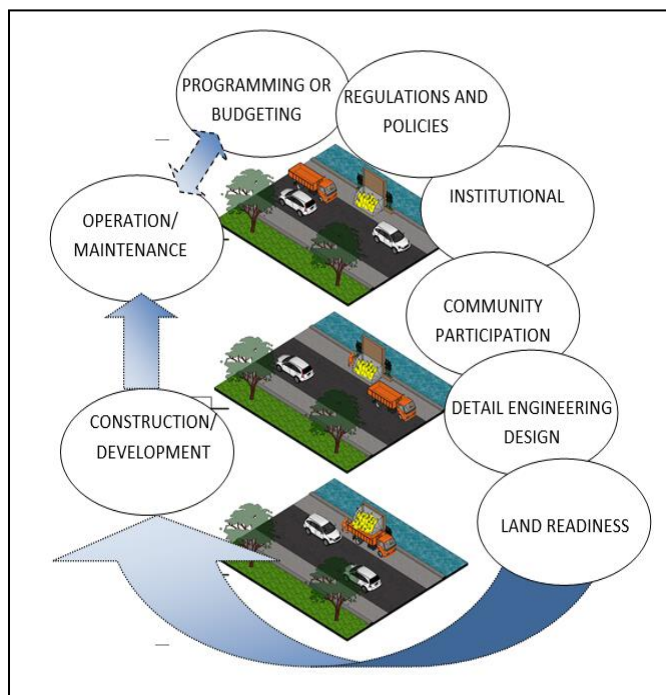 PROGRAMMING OR
BUDGETING
REGULATIONS AND
POLICIES
INSTITUTIONAL
COMMUNITY
PARTICIPATION
DETAIL ENGINEERING
DESIGN
LAND READINESS
CONSTRUCTION/
DEVELOPMENT
OPERATION/
MAINTENANCE